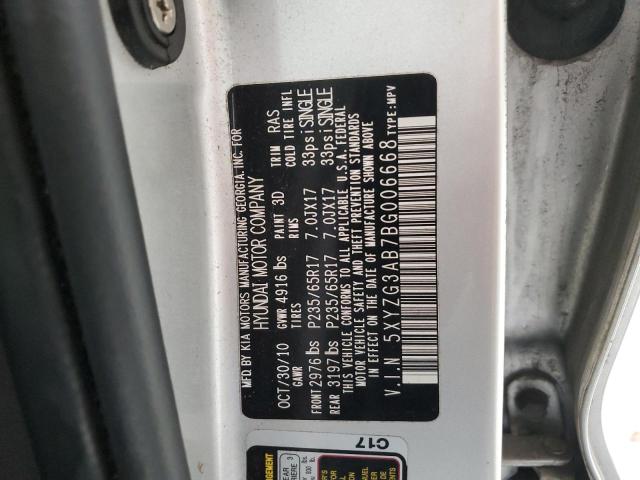 MFD.BY KIA MOTORS MANUFACTURING GEORGIA, INC. FOR
HYUNDAI MOTOR COMPANY
OCT/30/10 GVWR 4916 lbs PAINT 3D TRIM RAS
GAWR TIRES RIMS COLD TIRE INFL
FRONT 2976 lbs P235/65R17 7.0JX17 33psi SINGLE
REAR 3197 lbs P235/65R17 7.0JX17 33psi SINGLE
THIS VEHICLE CONFORMS TO ALL APPLICABLE U.S.A. FEDERAL
MOTOR VEHICLE SAFETY AND THEFT PREVENTION STANDARDS
IN EFFECT ON THE DATE OF MANUFACTURE SHOWN ABOVE
V.I.N 5XYZG3AB7BG006668 TYPE:MPV
C17